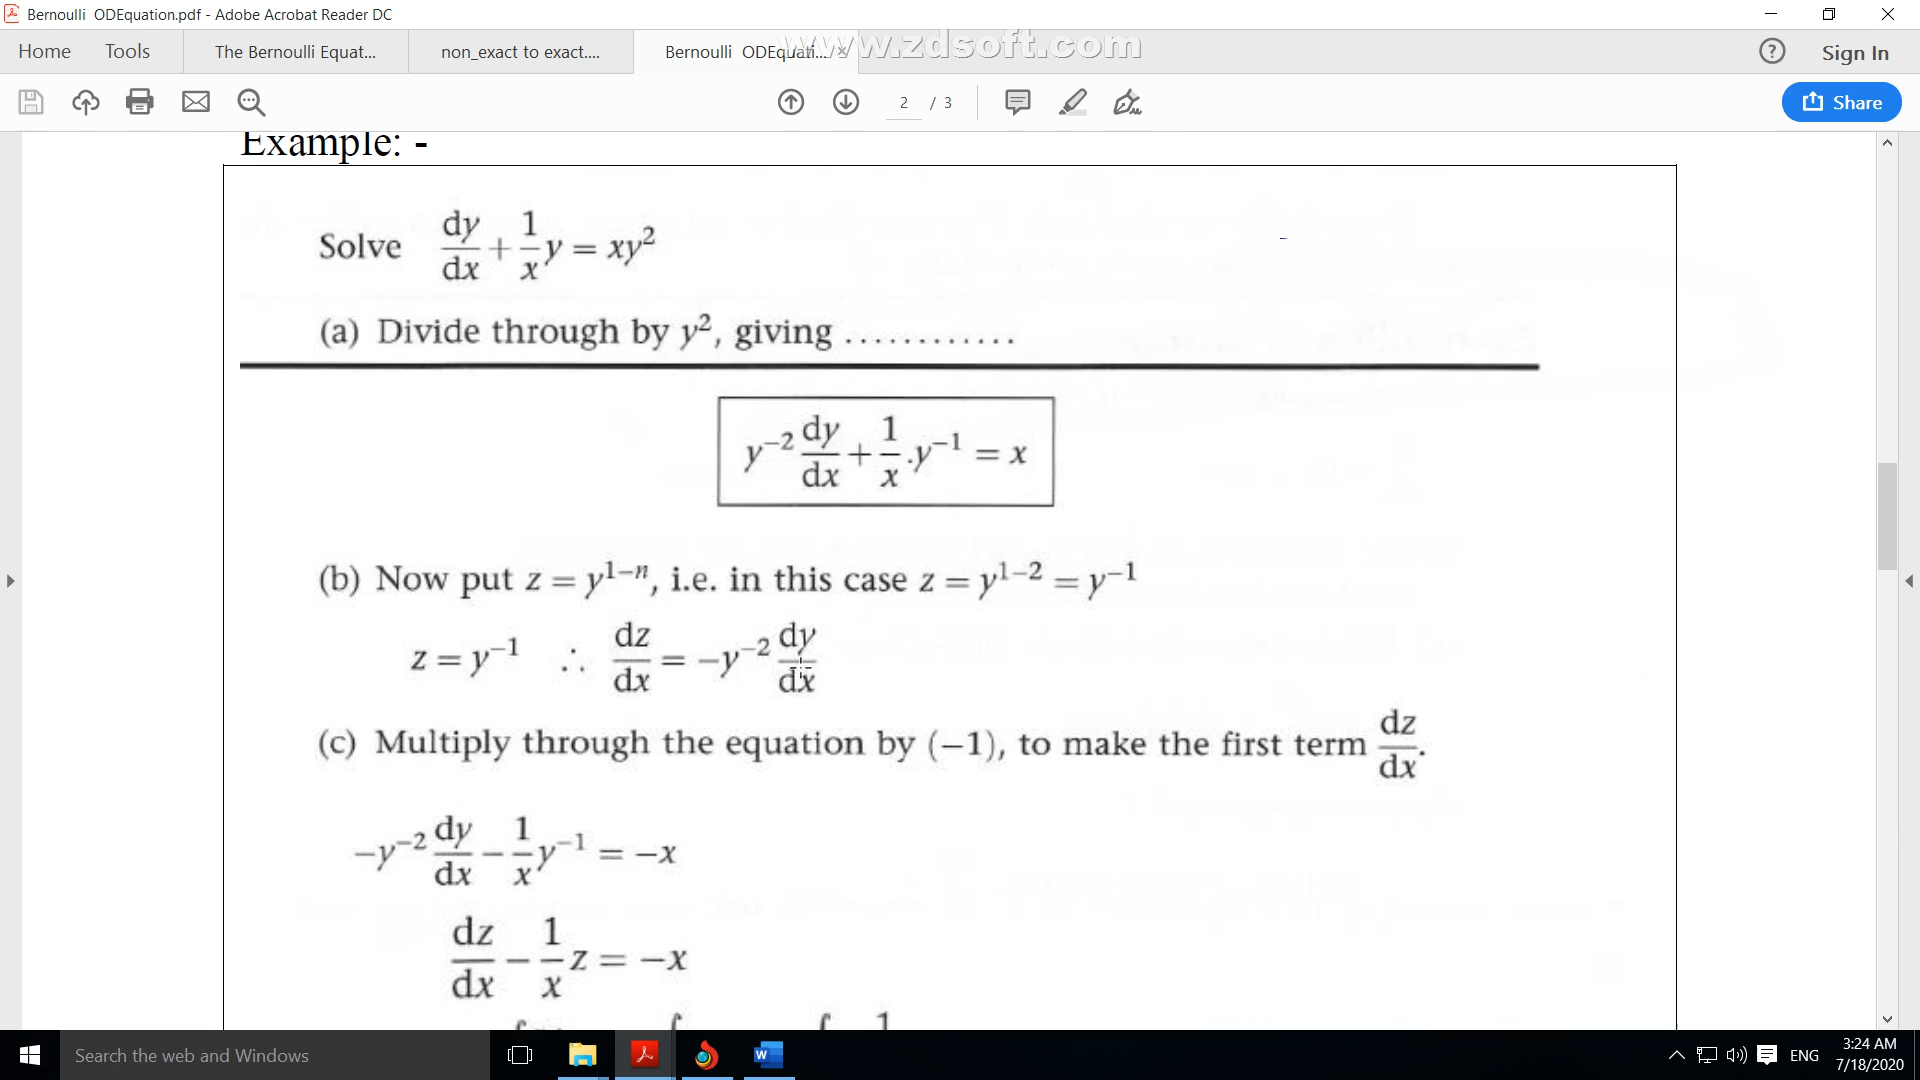 Bernoulli ODEquation.pdf - Adobe Acrobat Reader DC
Home Tools The Bernoulli Equat... non_exact to exact.... Bernoulli ODEquati... × www.zdsoft.com ? Sign In
2 / 3 Share
Example: -
Solve dy/dx + 1/x y = xy²
(a) Divide through by y², giving ............
y⁻² dy/dx + 1/x .y⁻¹ = x
(b) Now put z = y¹⁻ⁿ, i.e. in this case z = y¹⁻² = y⁻¹
z = y⁻¹ ∴ dz/dx = −y⁻² dy/dx
(c) Multiply through the equation by (−1), to make the first term dz/dx.
−y⁻² dy/dx − 1/x y⁻¹ = −x
dz/dx − 1/x z = −x
Search the web and Windows ENG 3:24 AM
7/18/2020